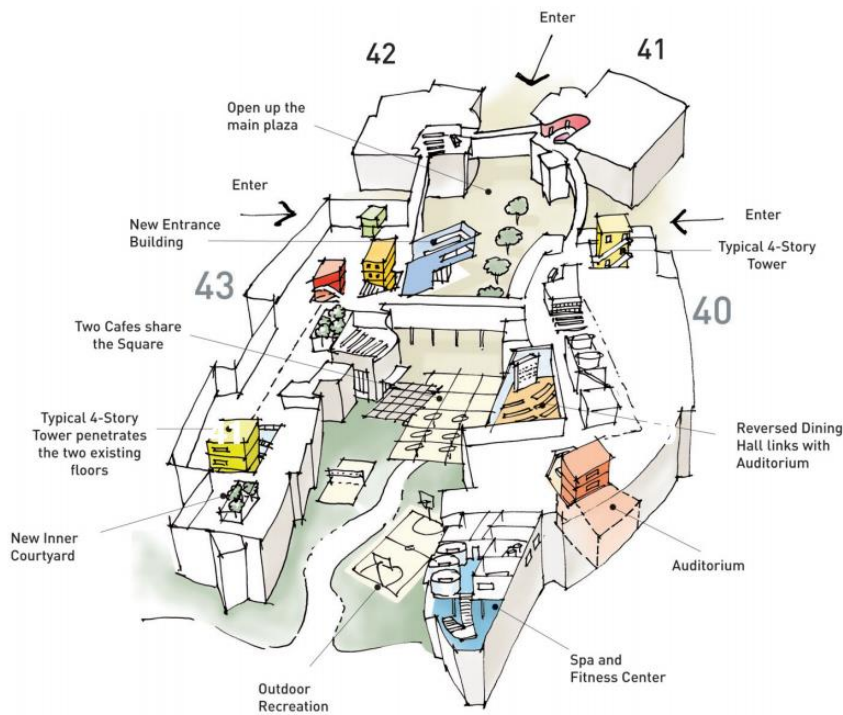 Enter
42
41
Open up the
main plaza
Enter
Enter
New Entrance
Building
Typical 4-Story
Tower
43
40
Two Cafes share
the Square
Typical 4-Story
Tower penetrates
the two existing
floors
41
Reversed Dining
Hall links with
Auditorium
New Inner
Courtyard
Auditorium
Spa and
Fitness Center
Outdoor
Recreation